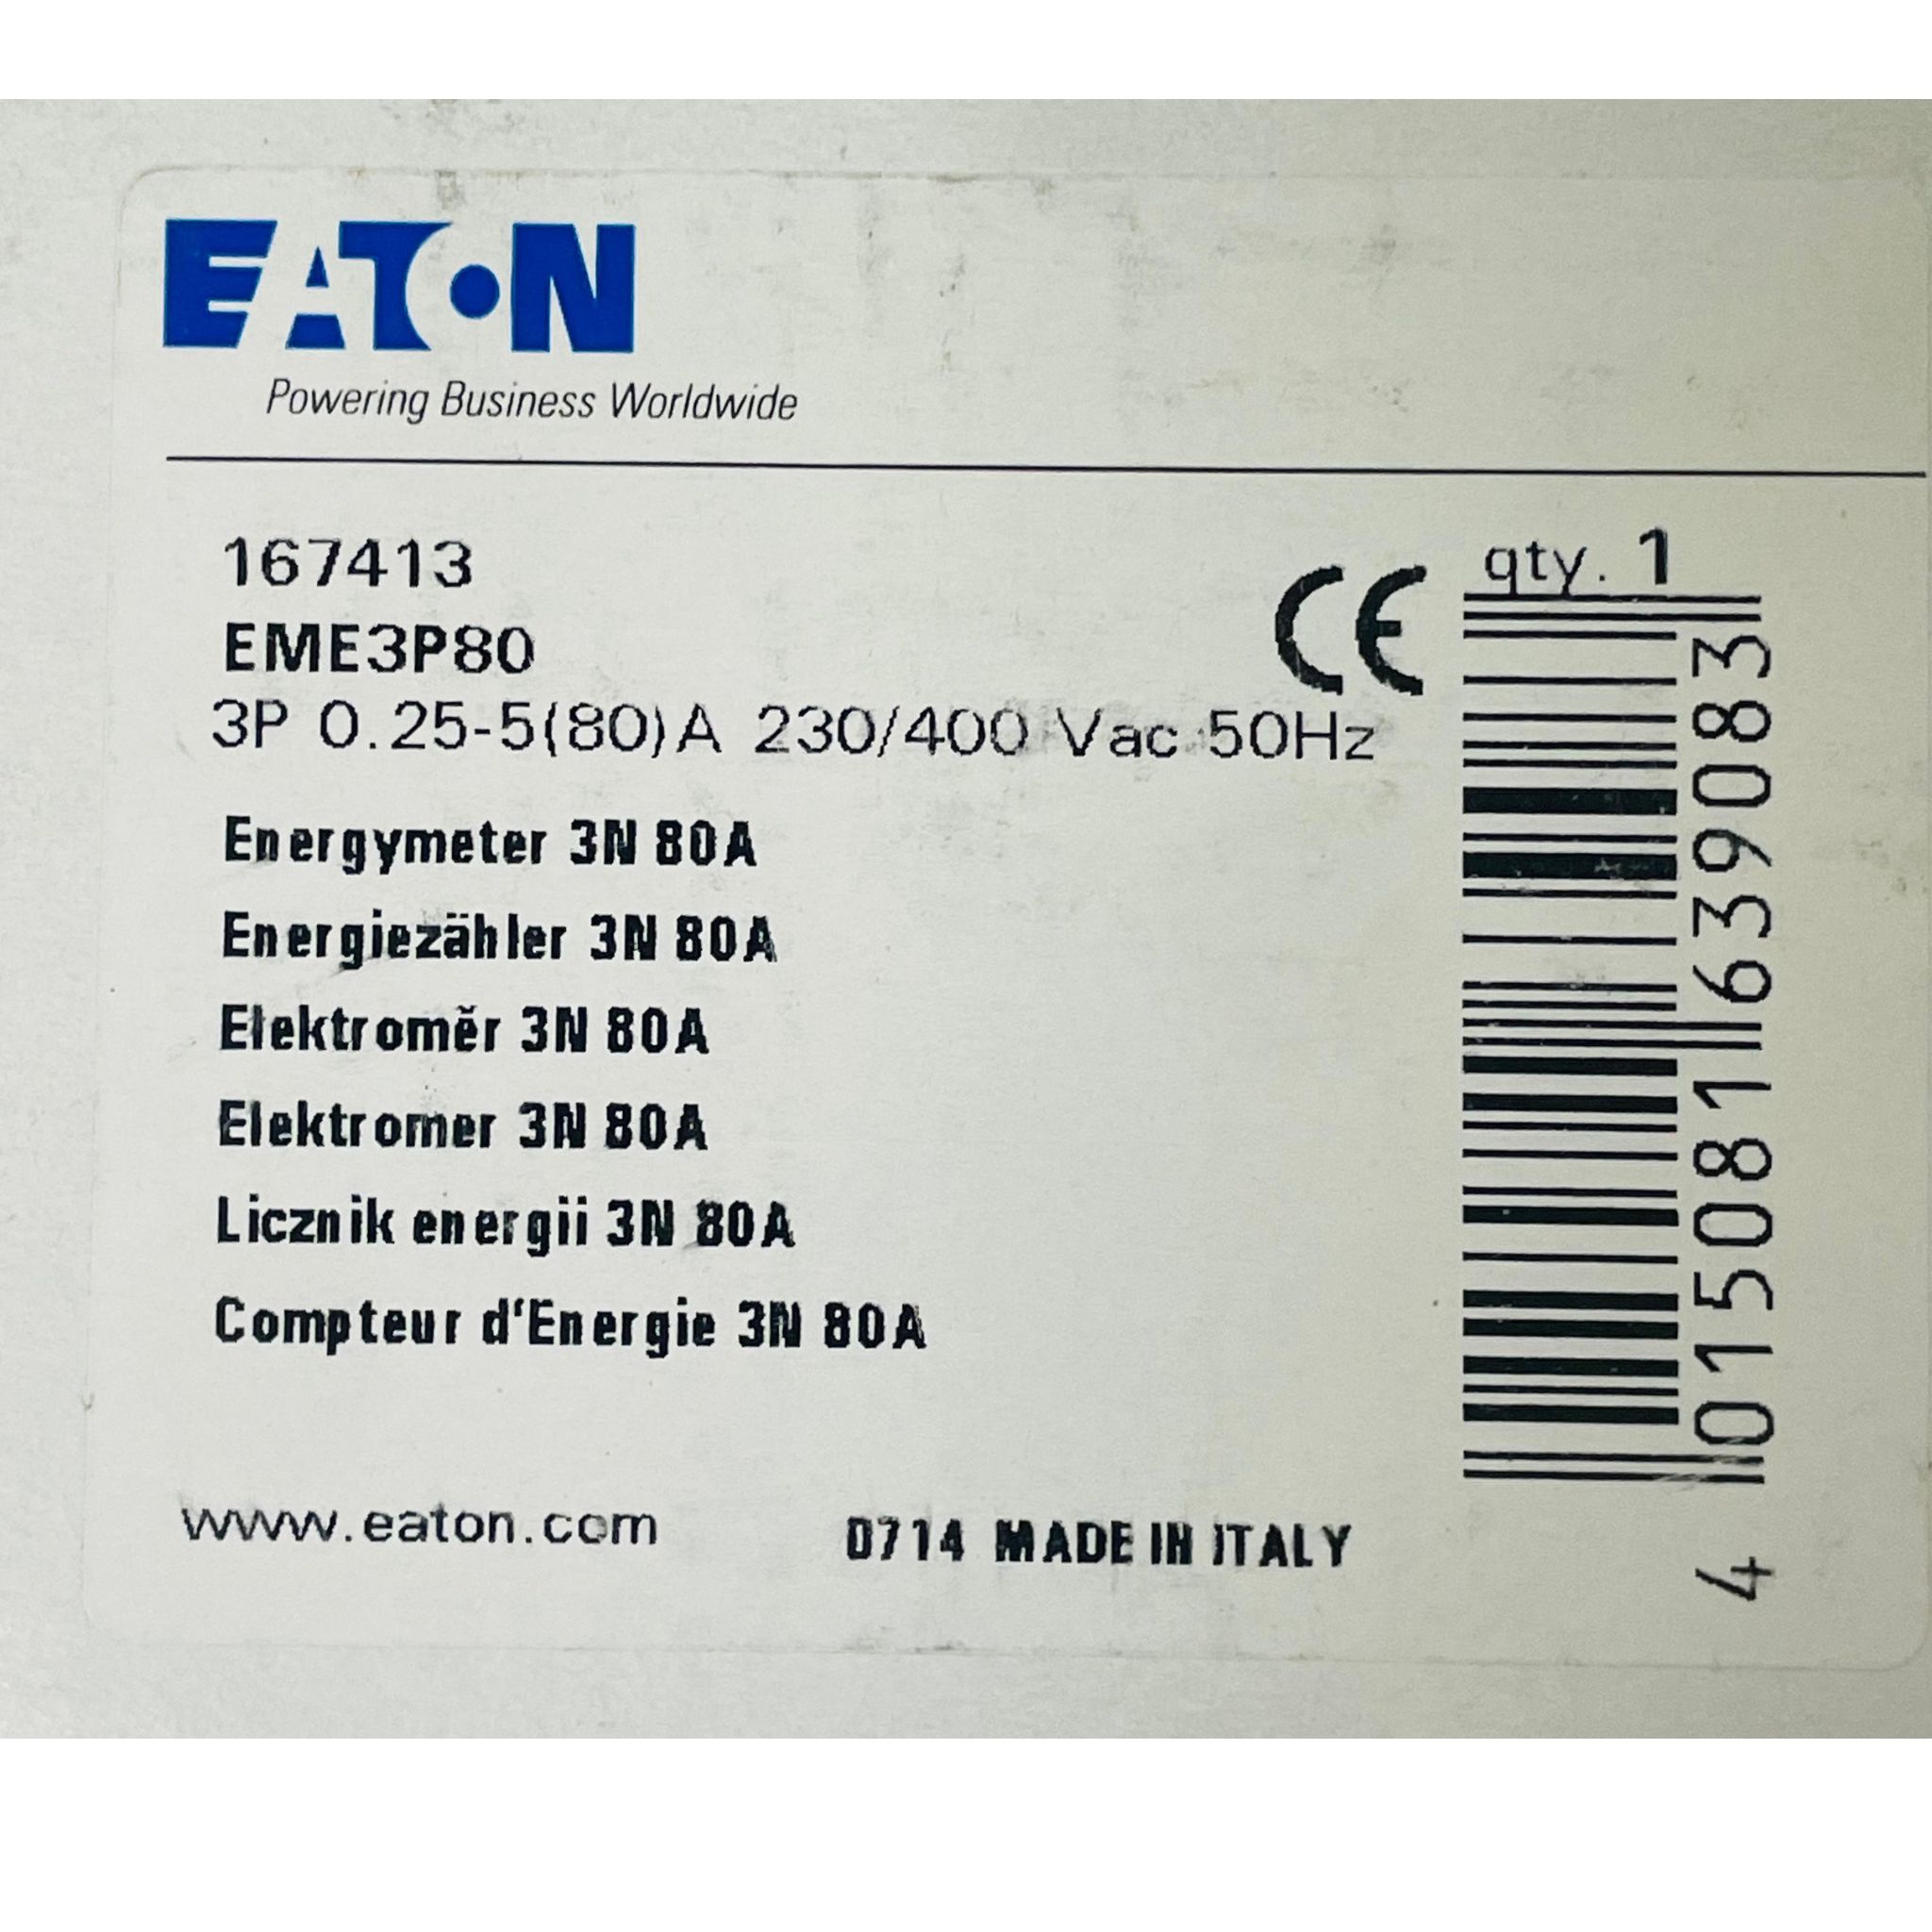 EATON
Powering Business Worldwide
167413
EME3P80
3P 0.25-5(80)A 230/400 Vac 50Hz
CE
qty. 1
Energymeter 3N 80A
Energiezähler 3N 80A
Elektroměr 3N 80A
Elektromer 3N 80A
Licznik energii 3N 80A
Compteur d‘Energie 3N 80A
www.eaton.com
0714 MADE IN ITALY
4 015081 639083